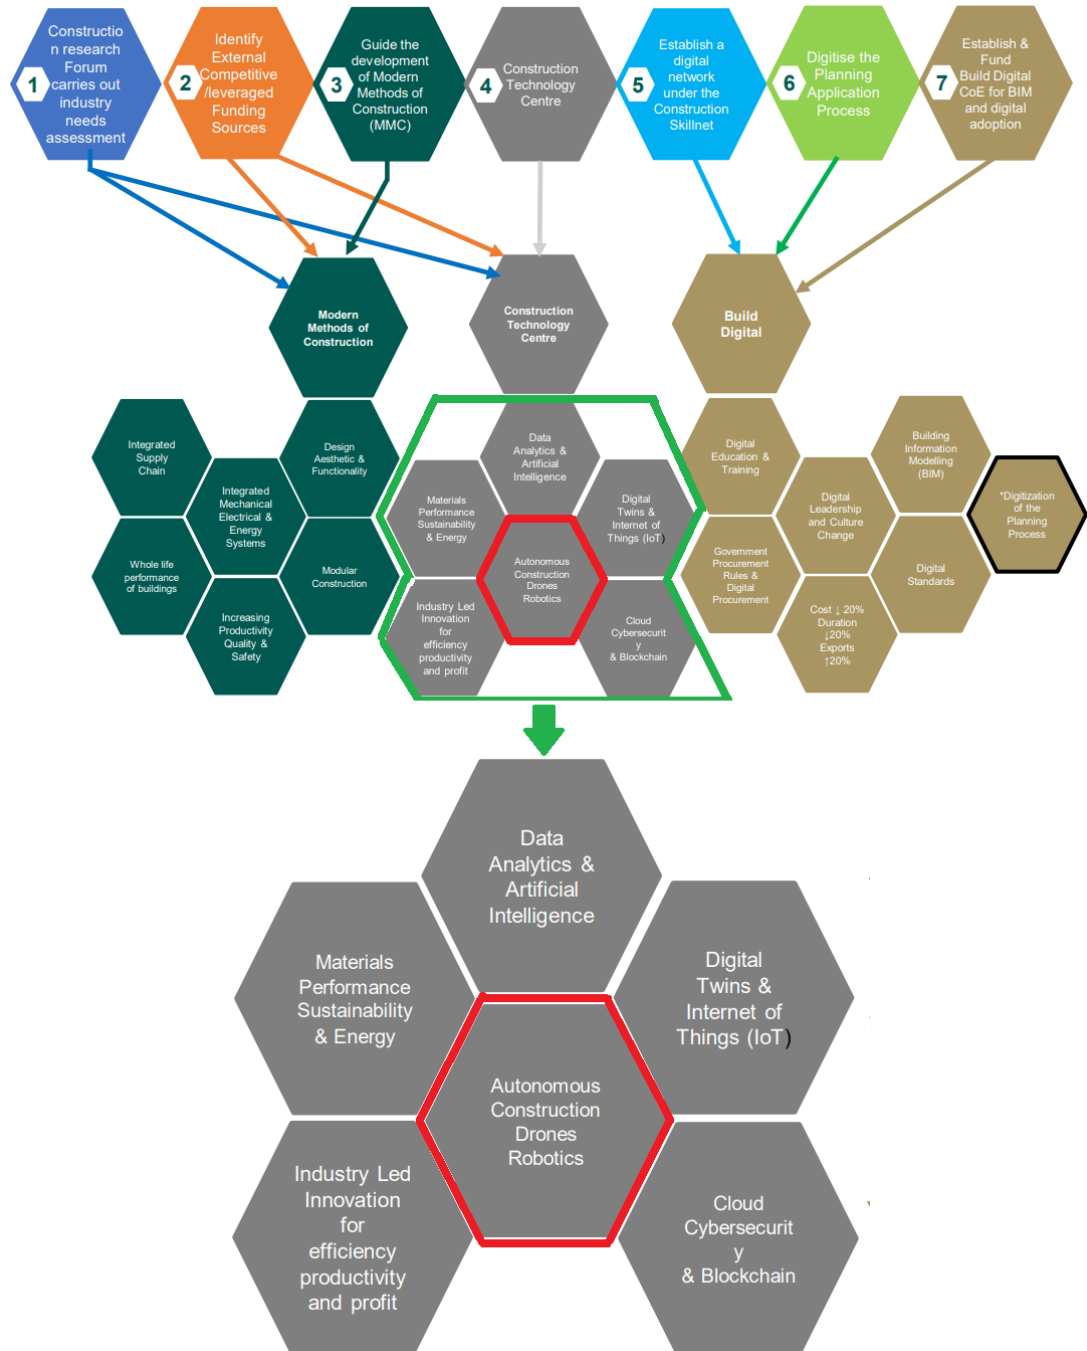 Constructio
n research
Forum
carries out
industry
needs
assessment
1
Identify
External
Competitive
/leveraged
Funding
Sources
2
Guide the
development
of Modern
Methods of
Construction
(MMC)
3
Construction
Technology
Centre
4
Establish a
digital
network
under the
Construction
Skillnet
5
Digitise the
Planning
Application
Process
6
Establish &
Fund
Build Digital
CoE for BIM
and digital
adoption
7
Modern
Methods of
Construction
Construction
Technology
Centre
Build
Digital
Integrated
Supply
Chain
Design
Aesthetic &
Functionality
Integrated
Mechanical
Electrical &
Energy
Systems
Whole life
performance
of buildings
Modular
Construction
Increasing
Productivity
Quality &
Safety
Data
Analytics &
Artificial
Intelligence
Materials
Performance
Sustainability
& Energy
Digital
Twins &
Internet of
Things (IoT)
Autonomous
Construction
Drones
Robotics
Industry Led
Innovation
for
efficiency
productivity
and profit
Cloud
Cybersecurit
y
& Blockchain
Digital
Education &
Training
Building
Information
Modelling
(BIM)
Digital
Leadership
and Culture
Change
*Digitization
of the
Planning
Process
Government
Procurement
Rules &
Digital
Procurement
Digital
Standards
Cost ↓ 20%
Duration
↓20%
Exports
↑20%
Data
Analytics &
Artificial
Intelligence
Materials
Performance
Sustainability
& Energy
Digital
Twins &
Internet of
Things (IoT)
Autonomous
Construction
Drones
Robotics
Industry Led
Innovation
for
efficiency
productivity
and profit
Cloud
Cybersecurit
y
& Blockchain